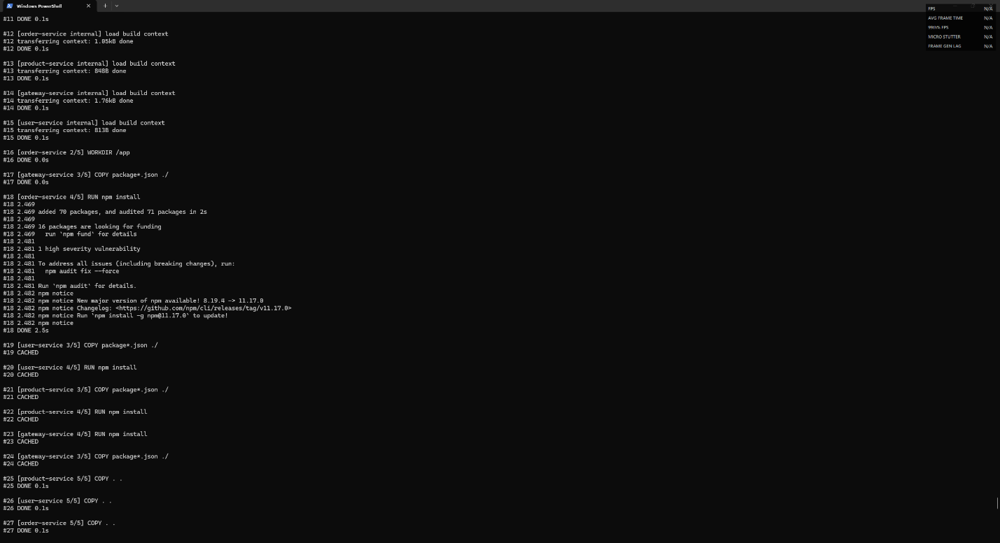 Windows PowerShell
#11 DONE 0.1s
#12 [order-service internal] load build context
#12 transferring context: 1.05kB done
#12 DONE 0.1s
#13 [product-service internal] load build context
#13 transferring context: 848B done
#13 DONE 0.1s
#14 [gateway-service internal] load build context
#14 transferring context: 1.76kB done
#14 DONE 0.1s
#15 [user-service internal] load build context
#15 transferring context: 813B done
#15 DONE 0.1s
#16 [order-service 2/5] WORKDIR /app
#16 DONE 0.0s
#17 [gateway-service 3/5] COPY package*.json ./
#17 DONE 0.0s
#18 [order-service 4/5] RUN npm install
#18 2.469
#18 2.469 added 70 packages, and audited 71 packages in 2s
#18 2.469
#18 2.469 16 packages are looking for funding
#18 2.469   run `npm fund` for details
#18 2.481
#18 2.481 1 high severity vulnerability
#18 2.481
#18 2.481 To address all issues (including breaking changes), run:
#18 2.481   npm audit fix --force
#18 2.481
#18 2.481 Run `npm audit` for details.
#18 2.482 npm notice
#18 2.482 npm notice New major version of npm available! 8.19.4 -> 11.17.0
#18 2.482 npm notice Changelog: <https://github.com/npm/cli/releases/tag/v11.17.0>
#18 2.482 npm notice Run `npm install -g npm@11.17.0` to update!
#18 2.482 npm notice
#18 DONE 2.5s
#19 [user-service 3/5] COPY package*.json ./
#19 CACHED
#20 [user-service 4/5] RUN npm install
#20 CACHED
#21 [product-service 3/5] COPY package*.json ./
#21 CACHED
#22 [product-service 4/5] RUN npm install
#22 CACHED
#23 [gateway-service 4/5] RUN npm install
#23 CACHED
#24 [gateway-service 3/5] COPY package*.json ./
#24 CACHED
#25 [product-service 5/5] COPY . .
#25 DONE 0.1s
#26 [user-service 5/5] COPY . .
#26 DONE 0.1s
#27 [order-service 5/5] COPY . .
#27 DONE 0.1s
FPS N/A
AVG FRAME TIME N/A
99th% FPS N/A
MICRO STUTTER N/A
FRAME GEN LAG N/A